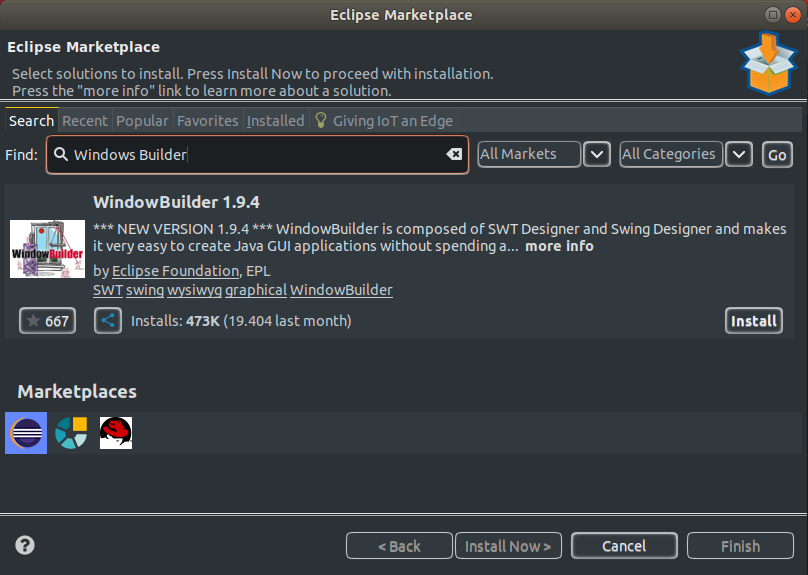 Eclipse Marketplace
Eclipse Marketplace
Select solutions to install. Press Install Now to proceed with installation.
Press the "more info" link to learn more about a solution.
Search Recent Popular Favorites Installed Giving IoT an Edge
Find: Windows Builder All Markets All Categories Go
WindowBuilder 1.9.4
*** NEW VERSION 1.9.4 *** WindowBuilder is composed of SWT Designer and Swing Designer and makes
it very easy to create Java GUI applications without spending a... more info
WindowBuilder
by Eclipse Foundation, EPL
SWT swing wysiwyg graphical WindowBuilder
667 Installs: 473K (19.404 last month) Install
Marketplaces
? < Back Install Now > Cancel Finish